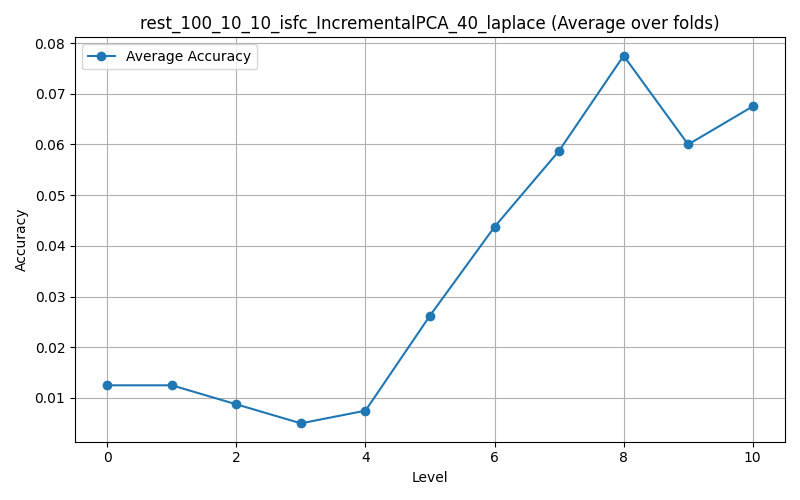 rest_100_10_10_isfc_IncrementalPCA_40_laplace (Average over folds)
Average Accuracy
Accuracy
0.08
0.07
0.06
0.05
0.04
0.03
0.02
0.01
0 2 4 6 8 10
Level